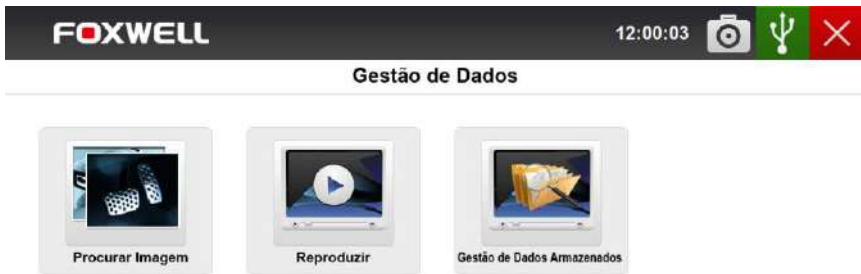 FOXWELL 12:00:03
Gestão de Dados
Procurar Imagem Reproduzir Gestão de Dados Armazenados